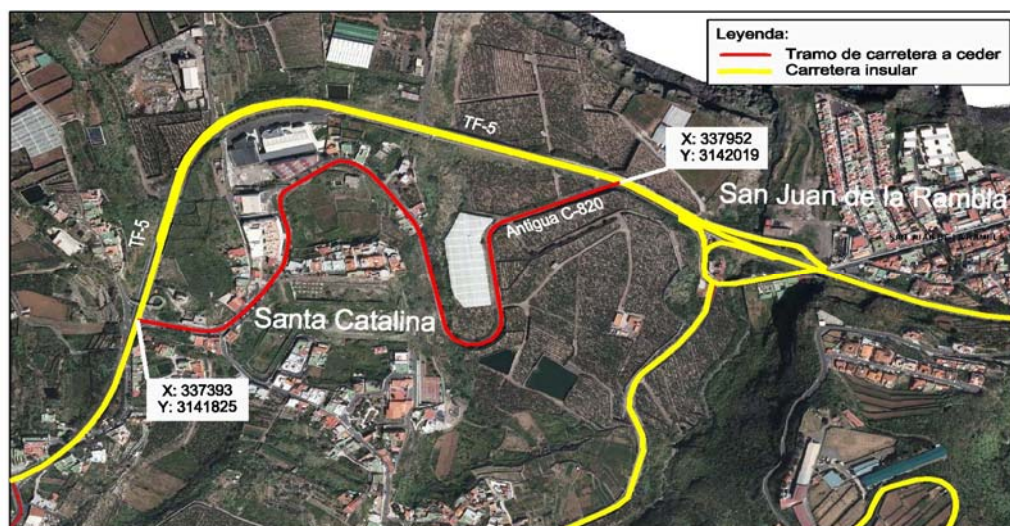 Leyenda:
Tramo de carretera a ceder
Carretera insular
TF-5
X: 337952
Y: 3142019
San Juan de la Rambla
Antigua C-820
TF-5
Santa Catalina
X: 337393
Y: 3141825